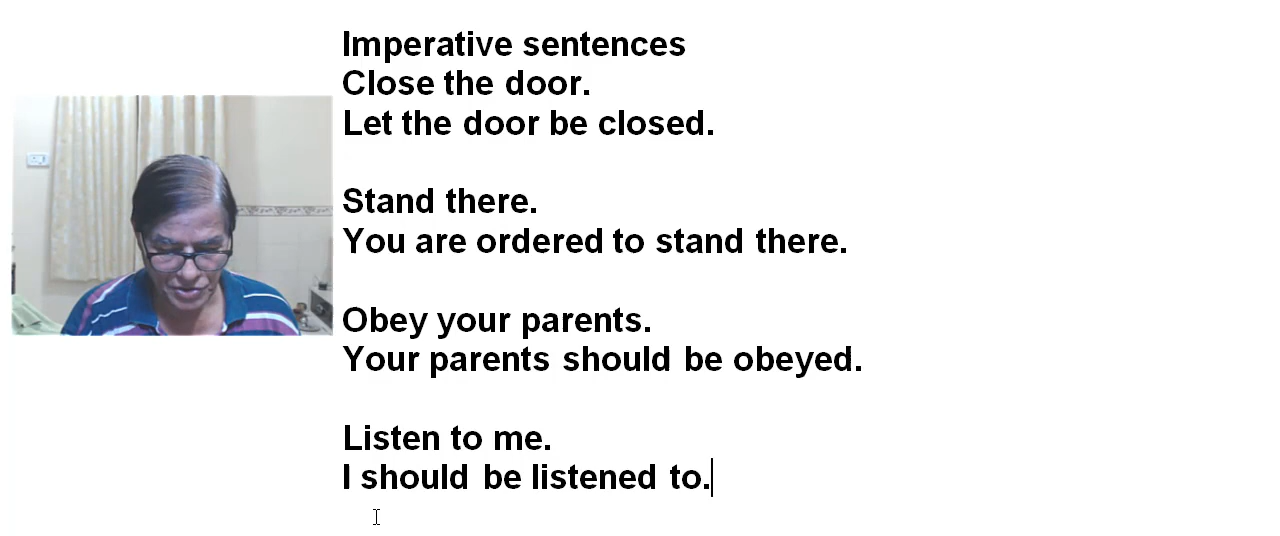 Imperative sentences
Close the door.
Let the door be closed.
Stand there.
You are ordered to stand there.
Obey your parents.
Your parents should be obeyed.
Listen to me.
I should be listened to.